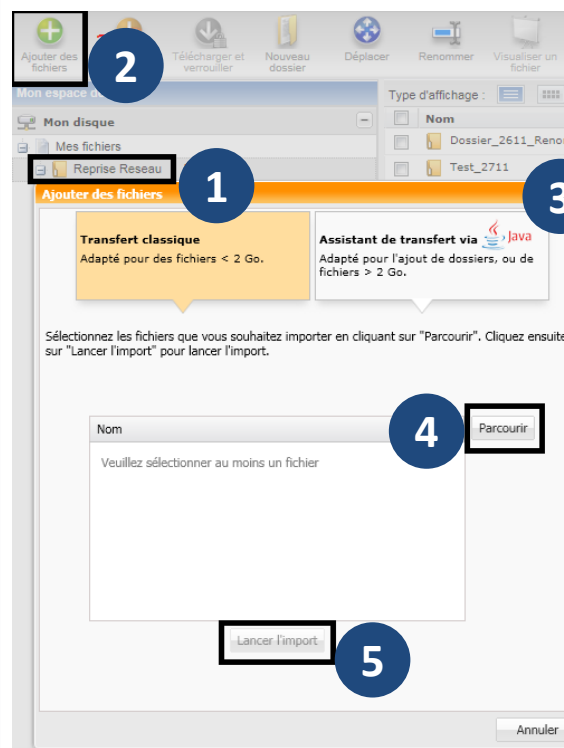 Ajouter des
fichiers
2
Télécharger et
verrouiller
Nouveau
dossier
Déplacer
Renommer
Visualiser un
fichier
Mon espace
Type d'affichage :
Mon disque
Nom
Mes fichiers
Dossier_2611_Reno
Reprise Reseau
1
Test_2711
Ajouter des fichiers
3
Transfert classique
Adapté pour des fichiers < 2 Go.
Assistant de transfert via Java
Adapté pour l'ajout de dossiers, ou de
fichiers > 2 Go.
Sélectionnez les fichiers que vous souhaitez importer en cliquant sur "Parcourir". Cliquez ensuite
sur "Lancer l'import" pour lancer l'import.
Nom
4
Parcourir
Veuillez sélectionner au moins un fichier
Lancer l'import
5
Annuler